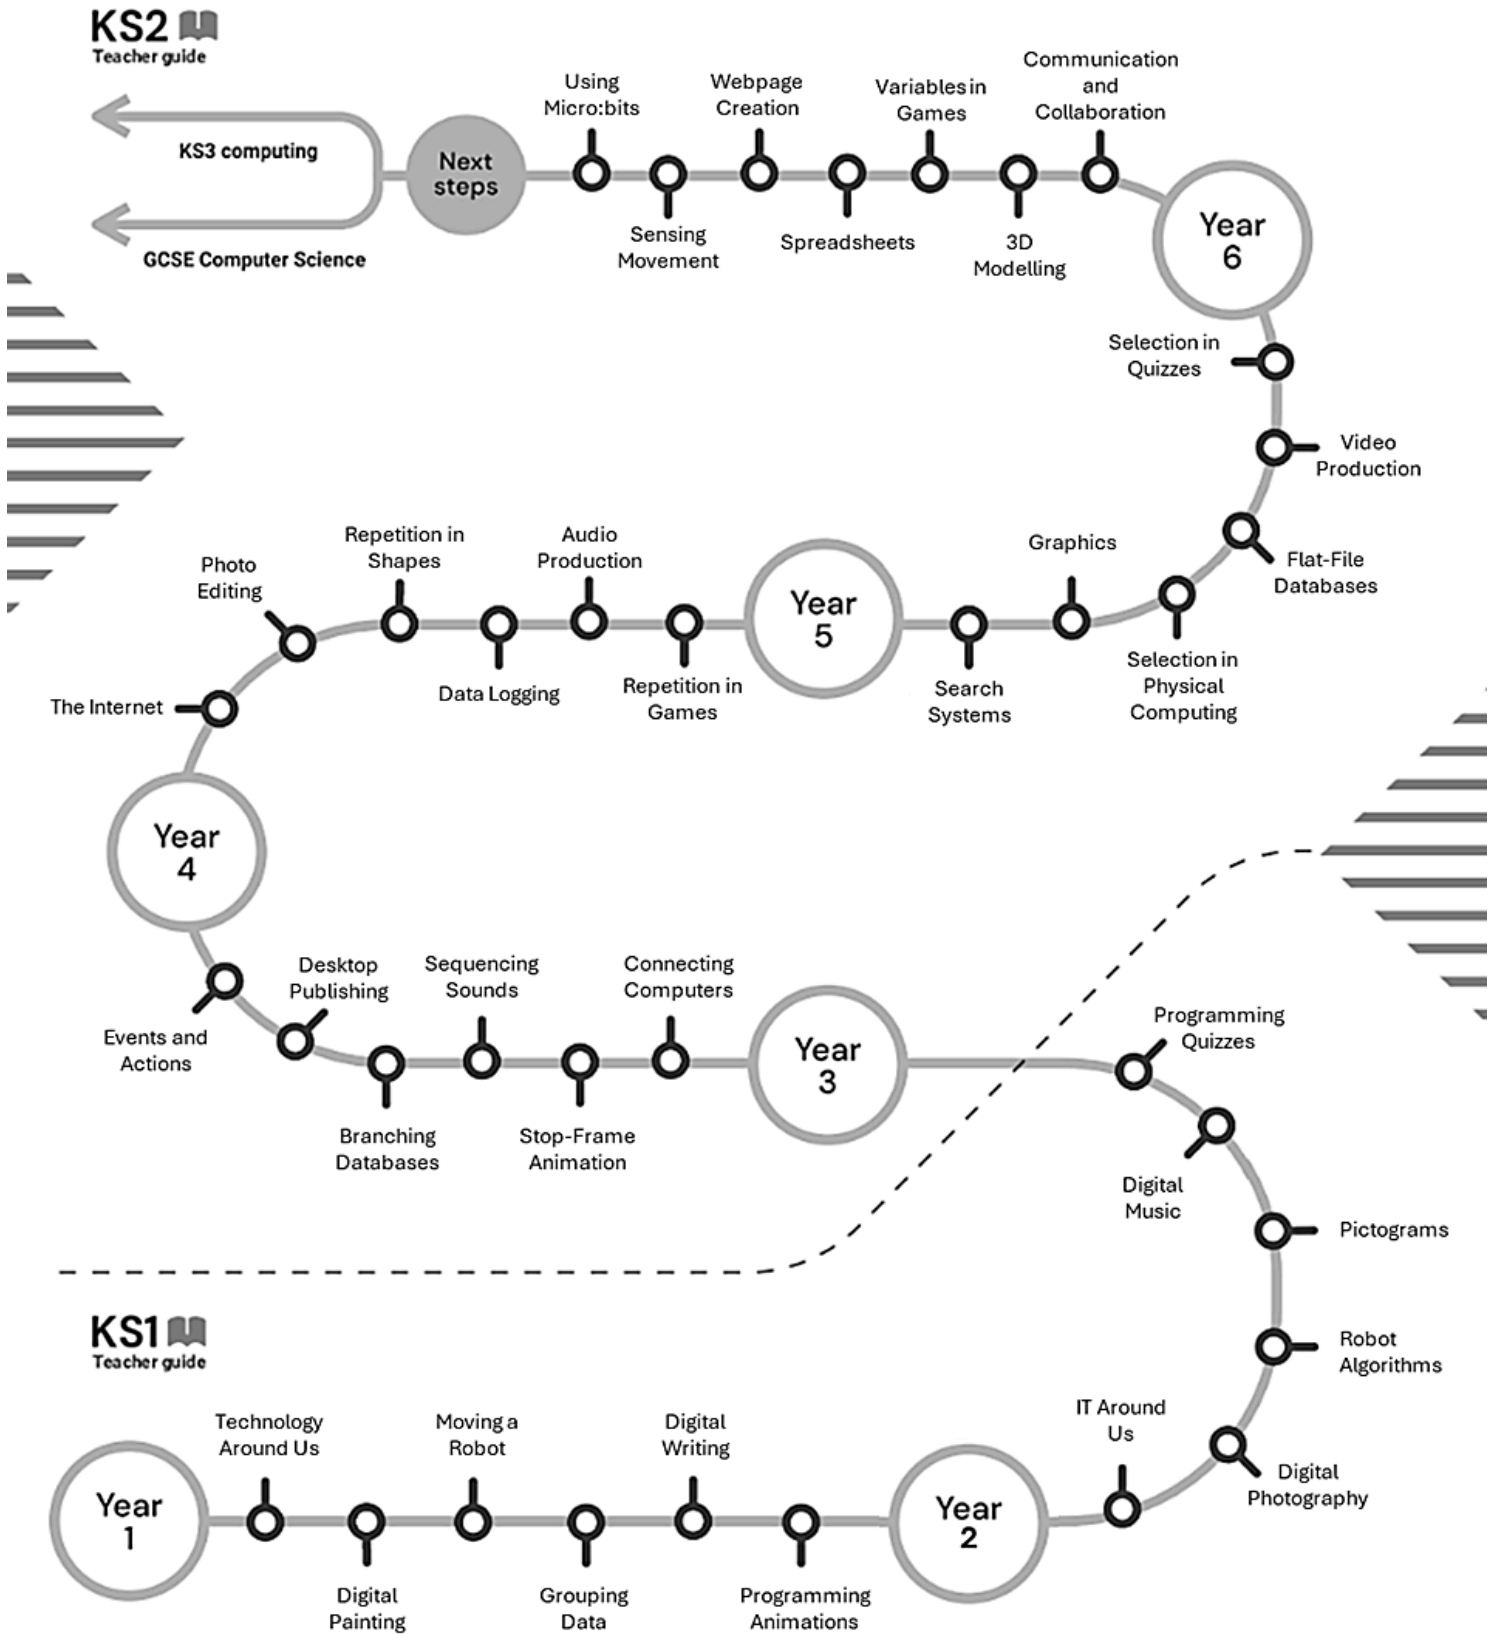 KS2
Teacher guide
KS3 computing
GCSE Computer Science
Next
steps
Using
Micro:bits
Sensing
Movement
Webpage
Creation
Spreadsheets
Variables in
Games
3D
Modelling
Communication
and
Collaboration
Year
6
Selection in
Quizzes
Video
Production
Flat-File
Databases
Selection in
Physical
Computing
Graphics
Search
Systems
Year
5
Repetition in
Games
Audio
Production
Data Logging
Repetition in
Shapes
Photo
Editing
The Internet
Year
4
Events and
Actions
Desktop
Publishing
Branching
Databases
Sequencing
Sounds
Stop-Frame
Animation
Connecting
Computers
Year
3
Programming
Quizzes
Digital
Music
Pictograms
Robot
Algorithms
Digital
Photography
IT Around
Us
KS1
Teacher guide
Year
1
Technology
Around Us
Digital
Painting
Moving a
Robot
Grouping
Data
Digital
Writing
Programming
Animations
Year
2